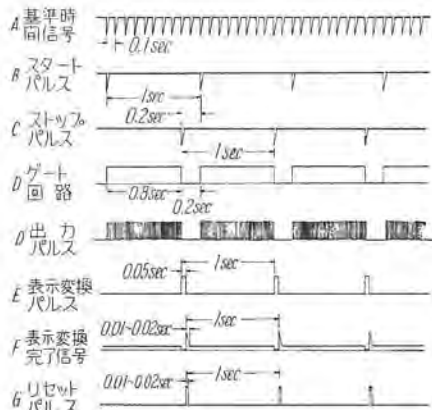 A 基準時
間信号
0.1sec
B スタート
パルス
1sec
0.2sec
C ストップ
パルス
1sec
D ゲート
回路
0.8sec
0.2sec
D 出力
パルス
0.05sec
1sec
E 表示変換
パルス
0.01~0.02sec
1sec
F 表示変換
完了信号
0.01~0.02sec
1sec
G リセット
パルス